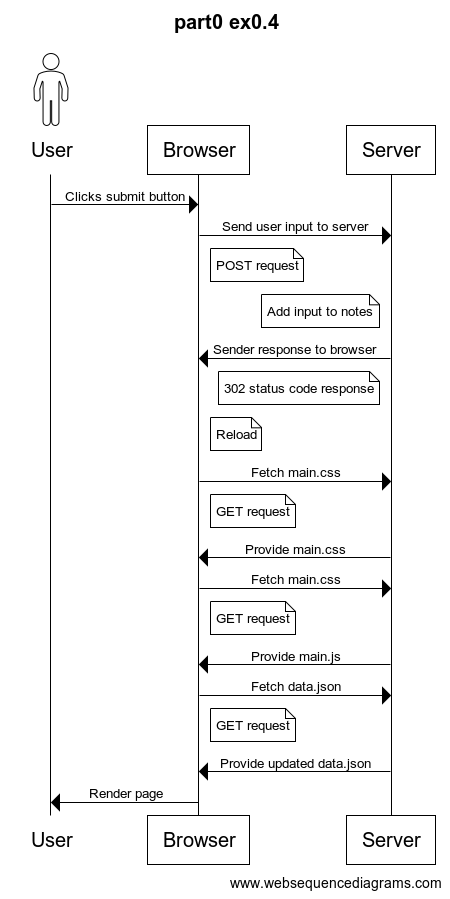 part0 ex0.4
User
Browser
Server
Clicks submit button
Send user input to server
POST request
Add input to notes
Sender response to browser
302 status code response
Reload
Fetch main.css
GET request
Provide main.css
Fetch main.css
GET request
Provide main.js
Fetch data.json
GET request
Provide updated data.json
Render page
User
Browser
Server
www.websequencediagrams.com